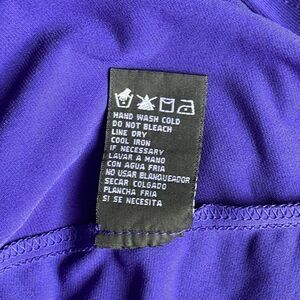 HAND WASH COLD
DO NOT BLEACH
LINE DRY
COOL IRON
IF NECESSARY
LAVAR A MANO
CON AGUA FRIA
NO USAR BLANQUEADOR
SECAR COLGADO
PLANCHA FRIA
SI SE NECESITA